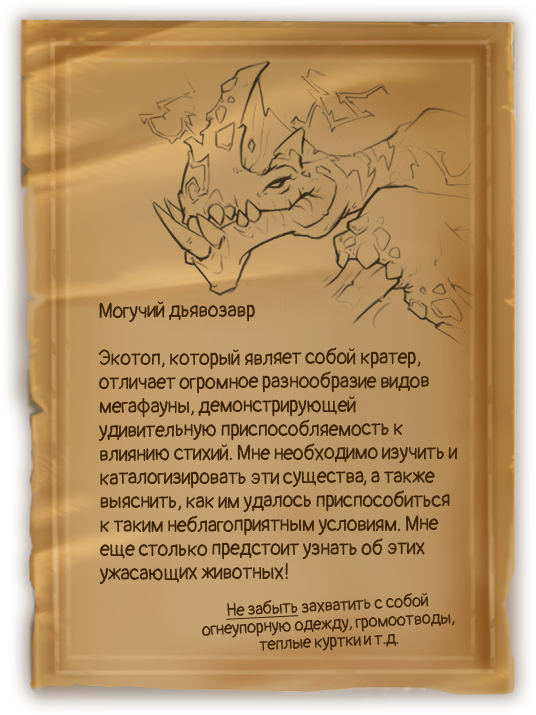 Могучий дьявозавр
Экотоп, который являет собой кратер,
отличает огромное разнообразие видов
мегафауны, демонстрирующей
удивительную приспособляемость к
влиянию стихий. Мне необходимо изучить и
каталогизировать эти существа, а также
выяснить, как им удалось приспособиться
к таким неблагоприятным условиям. Мне
еще столько предстоит узнать об этих
ужасающих животных!
Не забыть захватить с собой
огнеупорную одежду, громоотводы,
теплые куртки и т.д.